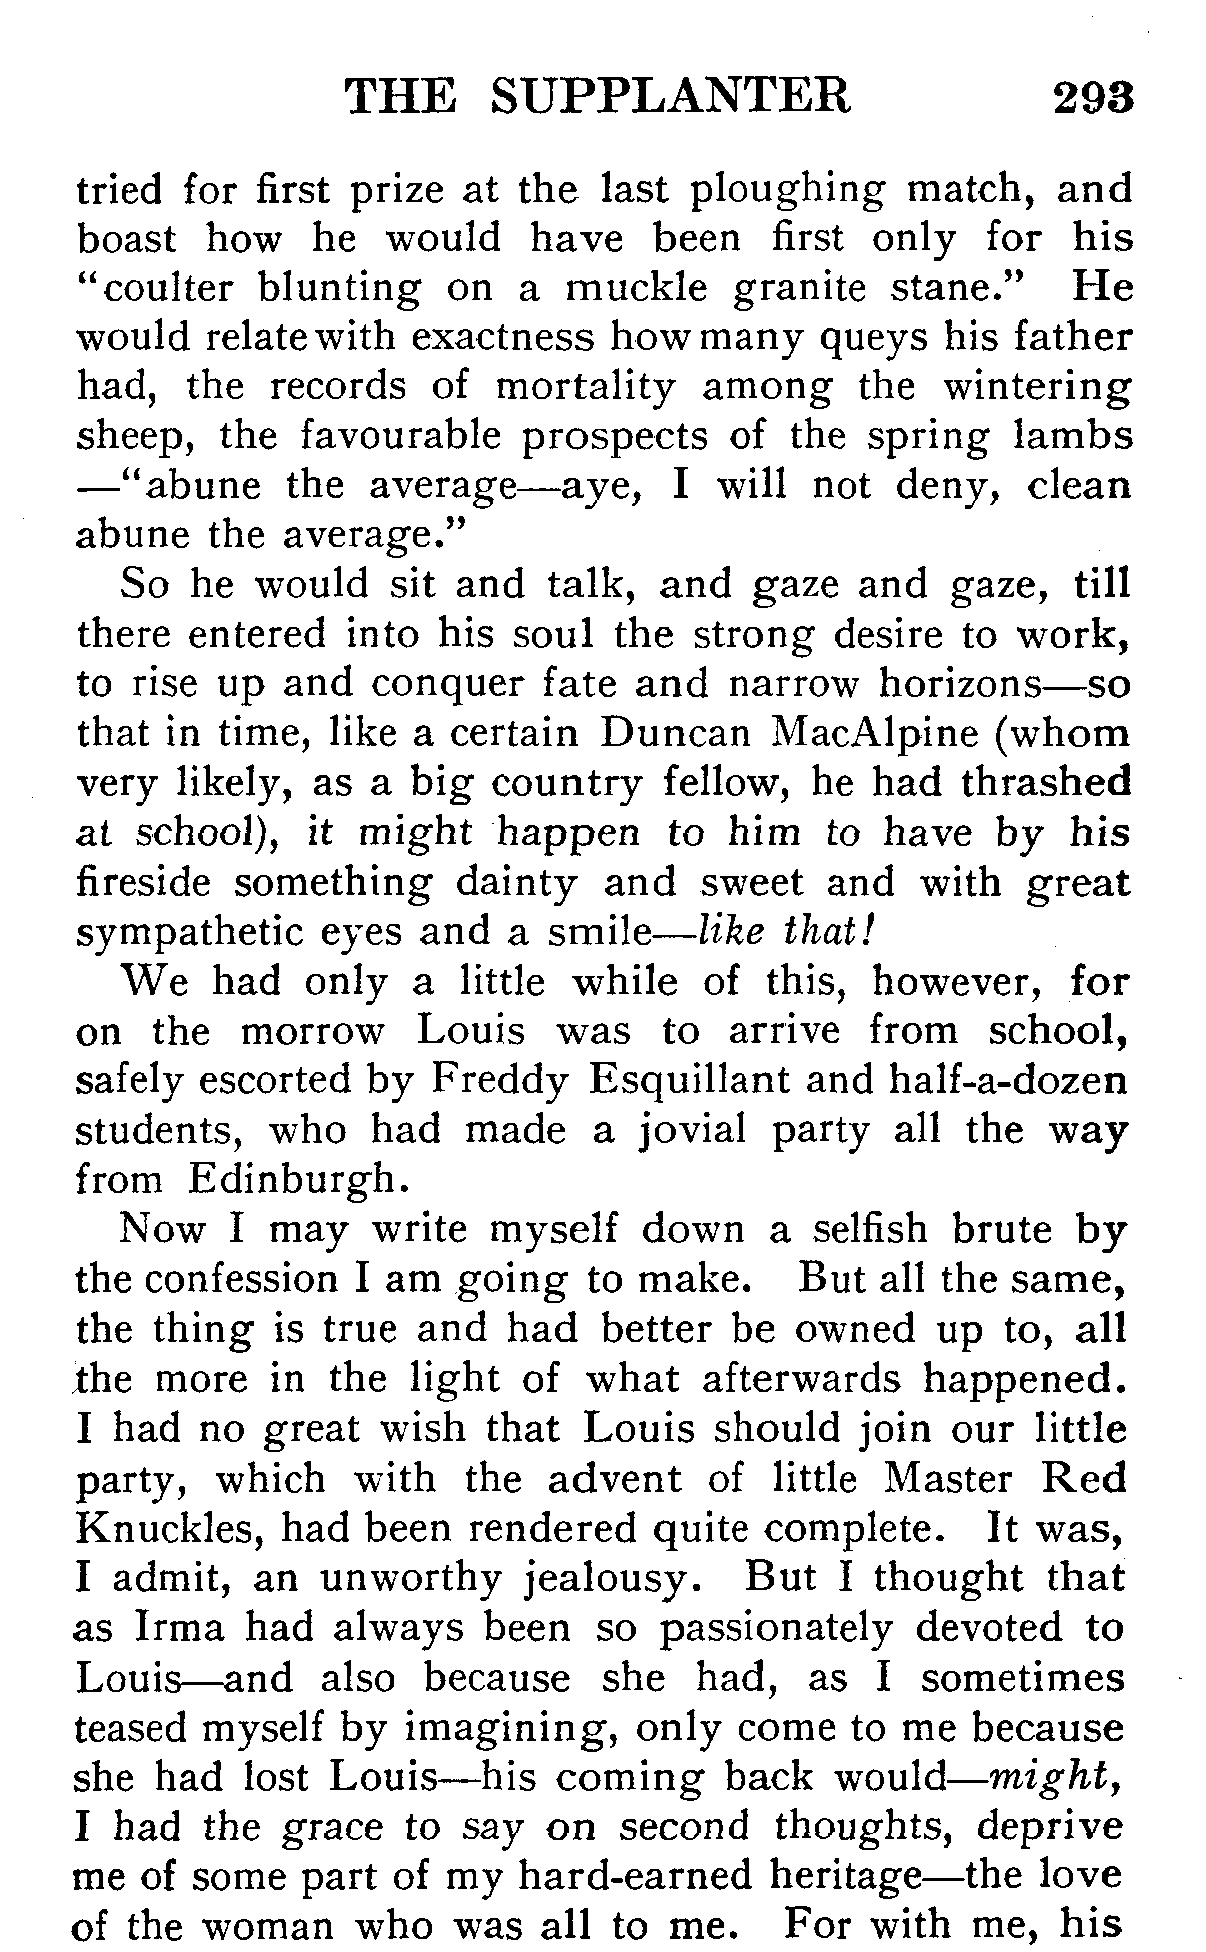 THE SUPPLANTER 293
tried for first prize at the last ploughing match, and
boast how he would have been first only for his
“coulter blunting on a muckle granite stane.” He
would relate with exactness how many queys his father
had, the records of mortality among the wintering
sheep, the favourable prospects of the spring lambs
—“abune the average—aye, I will not deny, clean
abune the average.”
So he would sit and talk, and gaze and gaze, till
there entered into his soul the strong desire to work,
to rise up and conquer fate and narrow horizons—so
that in time, like a certain Duncan MacAlpine (whom
very likely, as a big country fellow, he had thrashed
at school), it might happen to him to have by his
fireside something dainty and sweet and with great
sympathetic eyes and a smile—like that!
We had only a little while of this, however, for
on the morrow Louis was to arrive from school,
safely escorted by Freddy Esquillant and half-a-dozen
students, who had made a jovial party all the way
from Edinburgh.
Now I may write myself down a selfish brute by
the confession I am going to make. But all the same,
the thing is true and had better be owned up to, all
the more in the light of what afterwards happened.
I had no great wish that Louis should join our little
party, which with the advent of little Master Red
Knuckles, had been rendered quite complete. It was,
I admit, an unworthy jealousy. But I thought that
as Irma had always been so passionately devoted to
Louis—and also because she had, as I sometimes
teased myself by imagining, only come to me because
she had lost Louis—his coming back would—might,
I had the grace to say on second thoughts, deprive
me of some part of my hard-earned heritage—the love
of the woman who was all to me. For with me, his